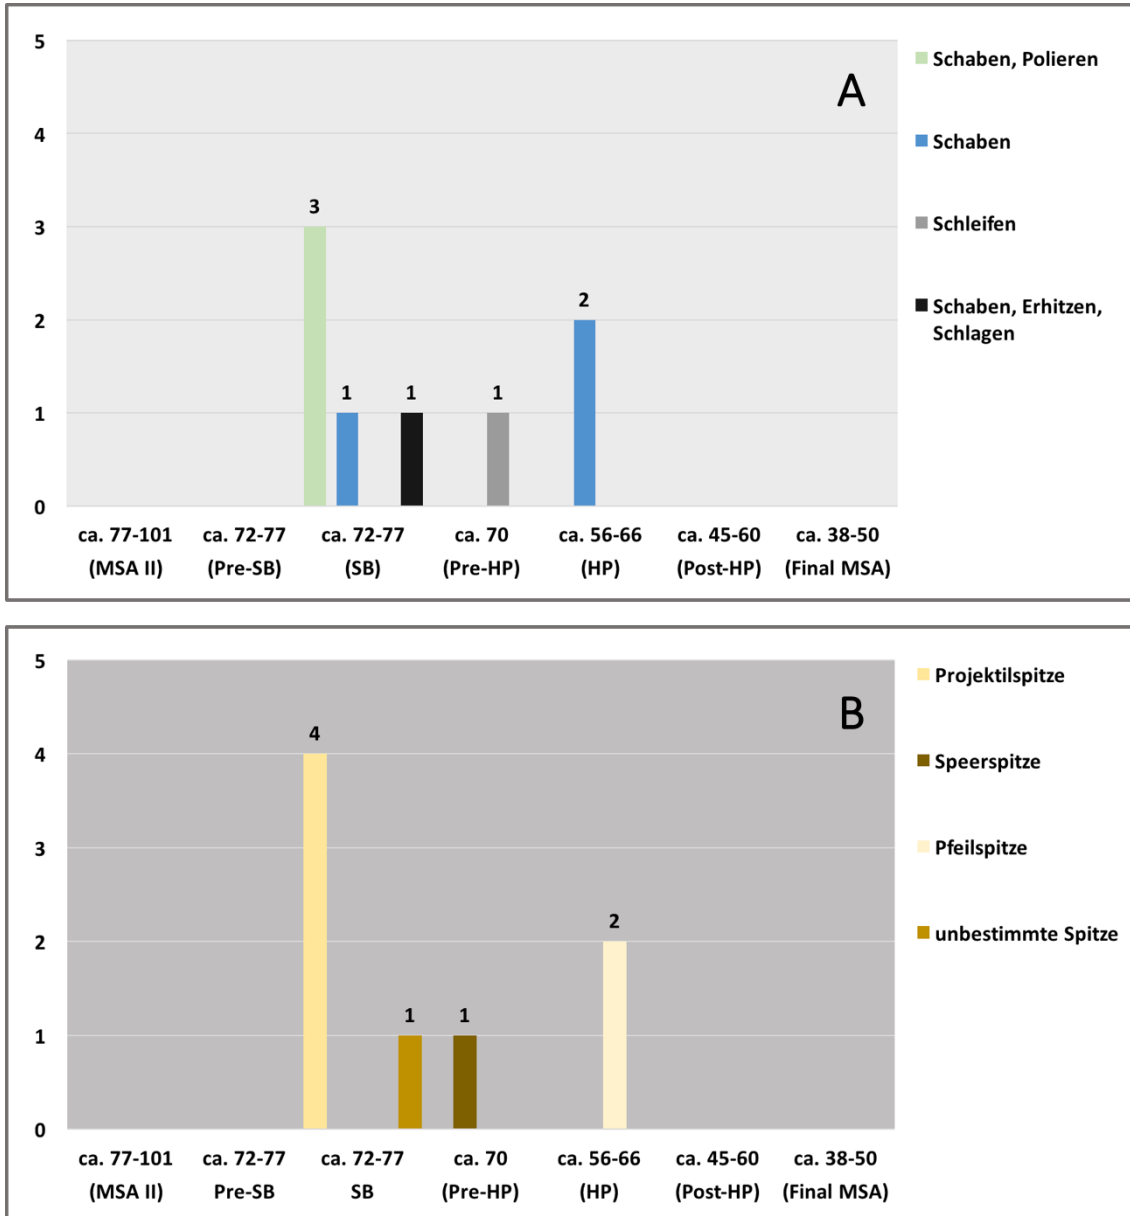 5
4
3
2
1
0
A
3
1
1
1
2
ca. 77-101
(MSA II)
ca. 72-77
(Pre-SB)
ca. 72-77
(SB)
ca. 70
(Pre-HP)
ca. 56-66
(HP)
ca. 45-60
(Post-HP)
ca. 38-50
(Final MSA)
Schaben, Polieren
Schaben
Schleifen
Schaben, Erhitzen,
Schlagen
5
4
3
2
1
0
B
4
1
1
2
ca. 77-101
(MSA II)
ca. 72-77
Pre-SB
ca. 72-77
SB
ca. 70
(Pre-HP)
ca. 56-66
(HP)
ca. 45-60
(Post-HP)
ca. 38-50
(Final MSA)
Projektilspitze
Speerspitze
Pfeilspitze
unbestimmte Spitze